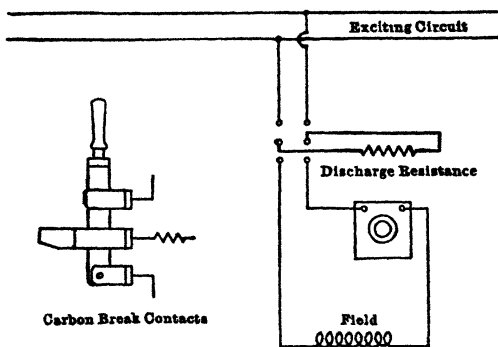 Exciting Circuit
Discharge Resistance
Carbon Break Contacts
Field